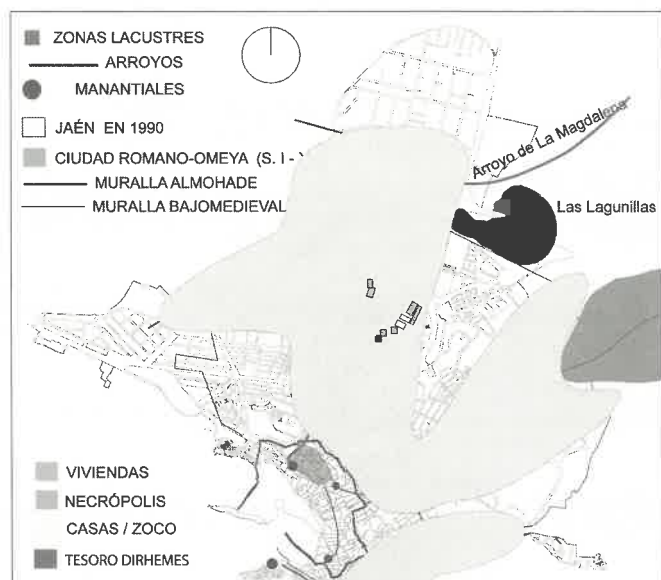 ZONAS LACUSTRES
ARROYOS
MANANTIALES
JAÉN EN 1990
CIUDAD ROMANO-OMEYA (S. I -
MURALLA ALMOHADE
MURALLA BAJOMEDIEVAL
Arroyo de La Magdalena
Las Lagunillas
VIVIENDAS
NECRÓPOLIS
CASAS / ZOCO
TESORO DIRHEMES